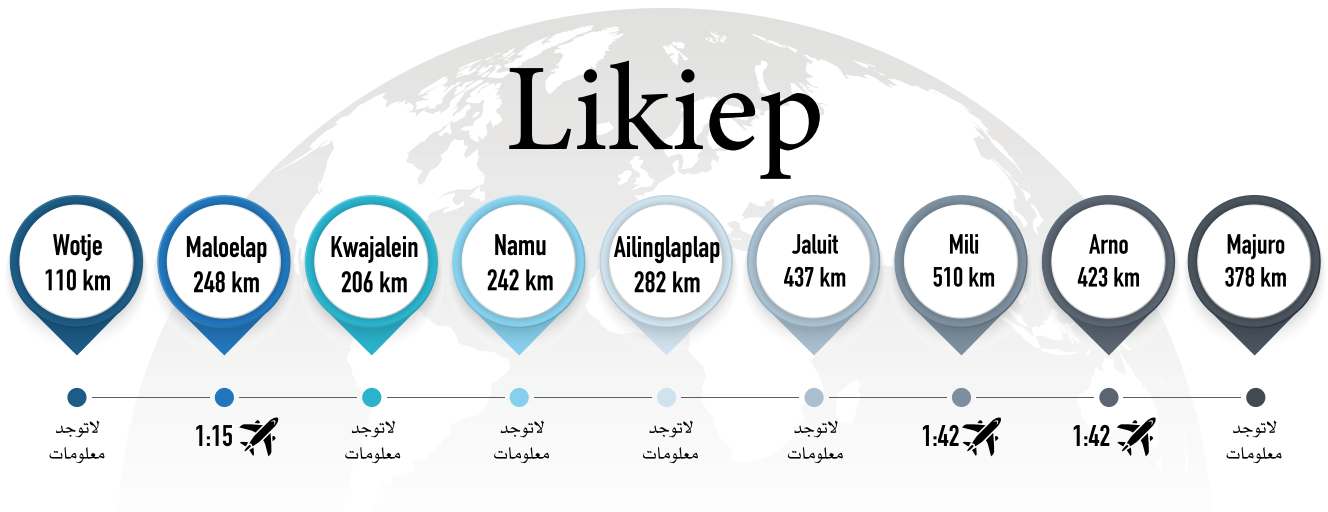 Likiep
Wotje
110 km
Maloelap
248 km
Kwajalein
206 km
Namu
242 km
Ailinglaplap
282 km
Jaluit
437 km
Mili
510 km
Arno
423 km
Majuro
378 km
لاتوجد
معلومات
1:15
لاتوجد
معلومات
لاتوجد
معلومات
لاتوجد
معلومات
لاتوجد
معلومات
1:42
1:42
لاتوجد
معلومات